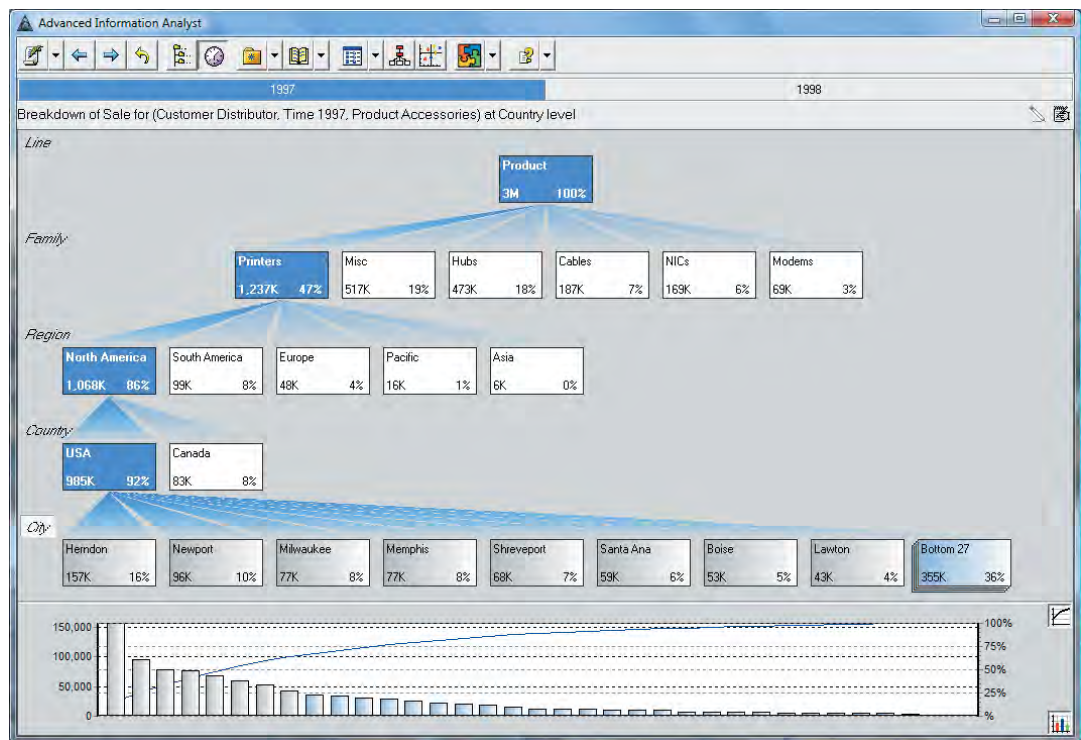 Advanced Information Analyst
1997 1998
Breakdown of Sale for (Customer Distributor, Time 1997, Product Accessories) at Country level
Line
Product
3M 100%
Family
Printers Misc Hubs Cables NICs Modems
1,237K 47% 517K 19% 473K 18% 187K 7% 169K 6% 69K 3%
Region
North America South America Europe Pacific Asia
1,068K 86% 99K 8% 48K 4% 16K 1% 6K 0%
Country
USA Canada
985K 92% 83K 8%
City
Herndon Newport Milwaukee Memphis Shreveport Santa Ana Boise Lawton Bottom 27
157K 16% 96K 10% 77K 8% 77K 8% 68K 7% 59K 6% 53K 5% 43K 4% 355K 36%
150,000 100%
75%
100,000
50%
50,000
25%
0 %